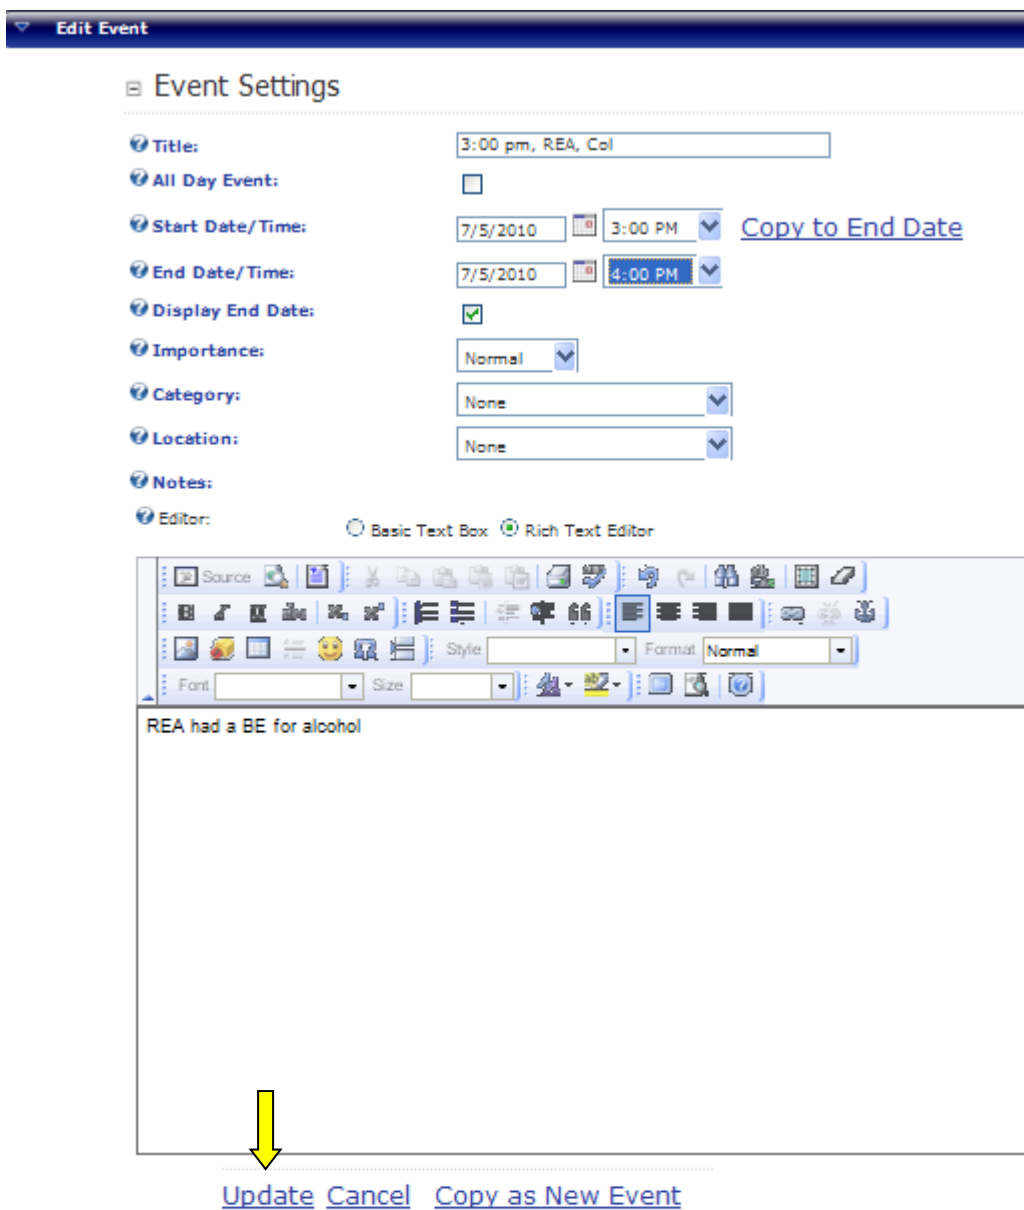 Edit Event
Event Settings
Title: 3:00 pm, REA, Col
All Day Event:
Start Date/Time: 7/5/2010 3:00 PM Copy to End Date
End Date/Time: 7/5/2010 4:00 PM
Display End Date:
Importance: Normal
Category: None
Location: None
Notes:
Editor: Basic Text Box Rich Text Editor
Source
B I U abc
Style Format Normal
Font Size
REA had a BE for alcohol
Update Cancel Copy as New Event